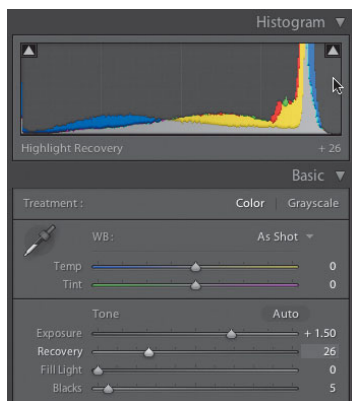 Histogram
Highlight Recovery + 26
Basic
Treatment : Color Grayscale
WB : As Shot
Temp 0
Tint 0
Tone Auto
Exposure + 1.50
Recovery 26
Fill Light 0
Blacks 5